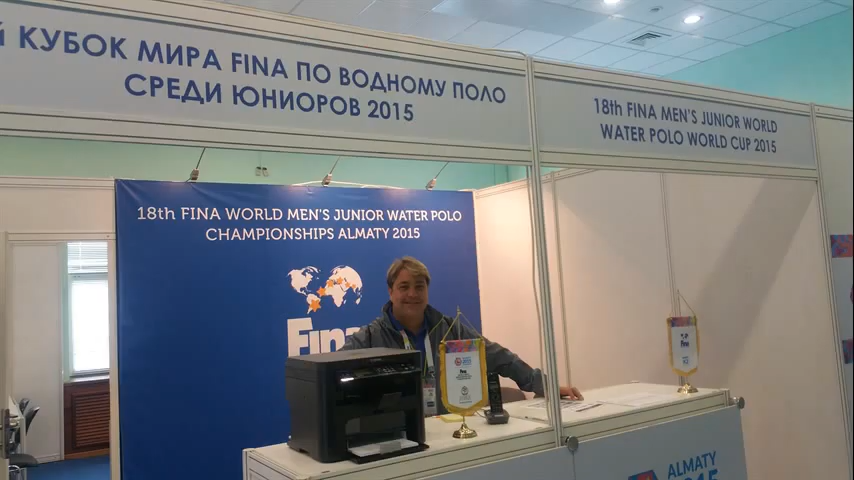 Й КУБОК МИРА FINA ПО ВОДНОМУ ПОЛО
СРЕДИ ЮНИОРОВ 2015
18th FINA MEN'S JUNIOR WORLD
WATER POLO WORLD CUP 2015
18th FINA WORLD MEN'S JUNIOR WATER POLO
CHAMPIONSHIPS ALMATY 2015
FINA
ALMATY
2015